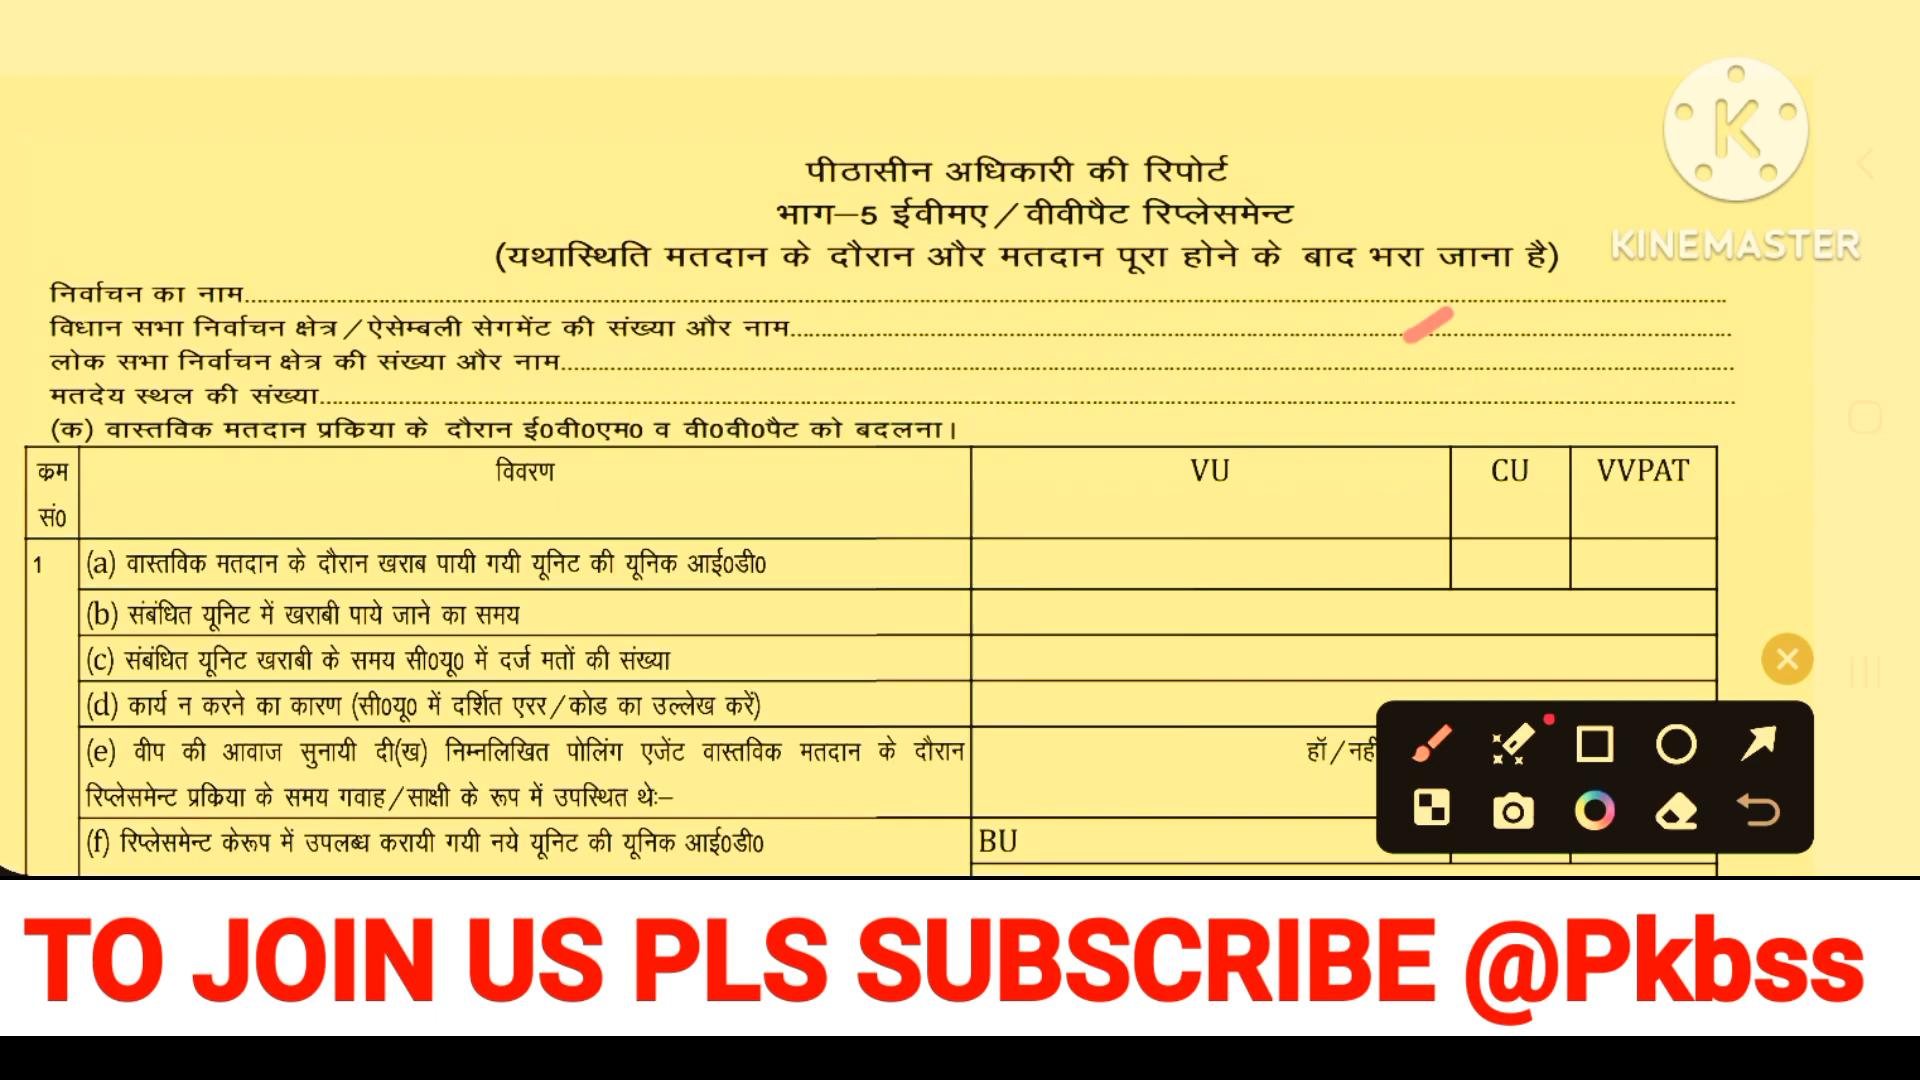 पीठासीन अधिकारी की रिपोर्ट
भाग–5 ईवीमए/वीवीपैट रिप्लेसमेन्ट
(यथास्थिति मतदान के दौरान और मतदान पूरा होने के बाद भरा जाना है)
KINEMASTER
निर्वाचन का नाम
विधान सभा निर्वाचन क्षेत्र/ऐसेम्बली सेगमेंट की संख्या और नाम
लोक सभा निर्वाचन क्षेत्र की संख्या और नाम
मतदेय स्थल की संख्या
(क) वास्तविक मतदान प्रकिया के दौरान ई0वी0एम0 व वी0वी0पैट को बदलना।
क्रम सं0 विवरण VU CU VVPAT
1 (a) वास्तविक मतदान के दौरान खराब पायी गयी यूनिट की यूनिक आई0डी0
(b) संबंधित यूनिट में खराबी पाये जाने का समय
(c) संबंधित यूनिट खराबी के समय सी0यू0 में दर्ज मतों की संख्या
(d) कार्य न करने का कारण (सी0यू0 में दर्शित एरर/कोड का उल्लेख करें)
(e) वीप की आवाज सुनायी दी(ख) निम्नलिखित पोलिंग एजेंट वास्तविक मतदान के दौरान हॉ/नहीं
रिप्लेसमेन्ट प्रकिया के समय गवाह/साक्षी के रूप में उपस्थित थेः–
(f) रिप्लेसमेन्ट केरूप में उपलब्ध करायी गयी नये यूनिट की यूनिक आई0डी0 BU
TO JOIN US PLS SUBSCRIBE @Pkbss